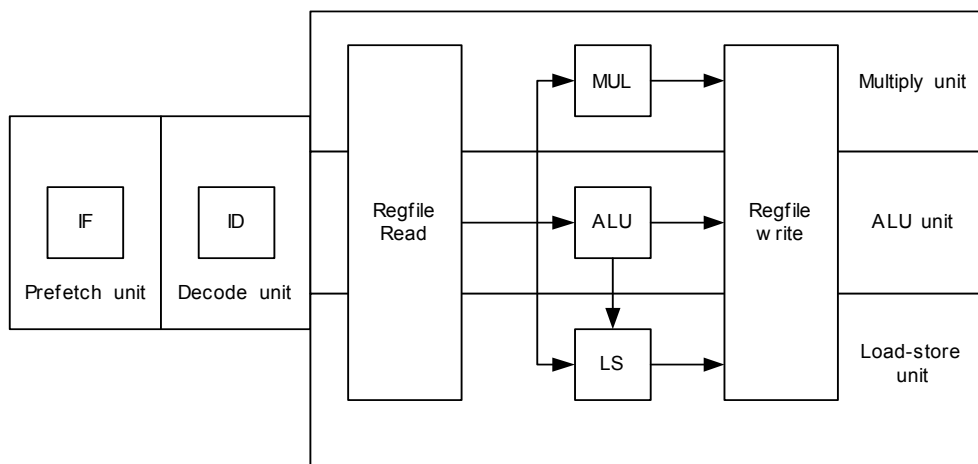 MUL
Multiply unit
IF
ID
Regfile
Read
ALU
Regfile
write
ALU unit
Prefetch unit
Decode unit
LS
Load-store
unit